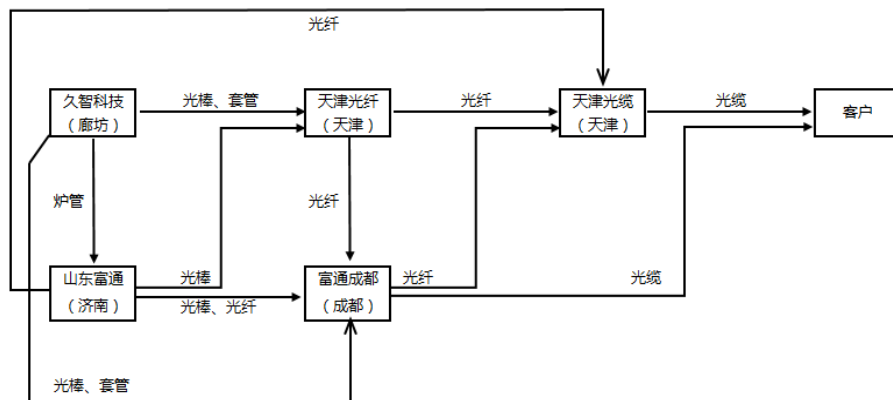 光纤
久智科技
（廊坊）
光棒、套管
天津光纤
（天津）
光纤
天津光缆
（天津）
光缆
客户
炉管
光纤
山东富通
（济南）
光棒
光棒、光纤
富通成都
（成都）
光纤
光缆
光棒、套管